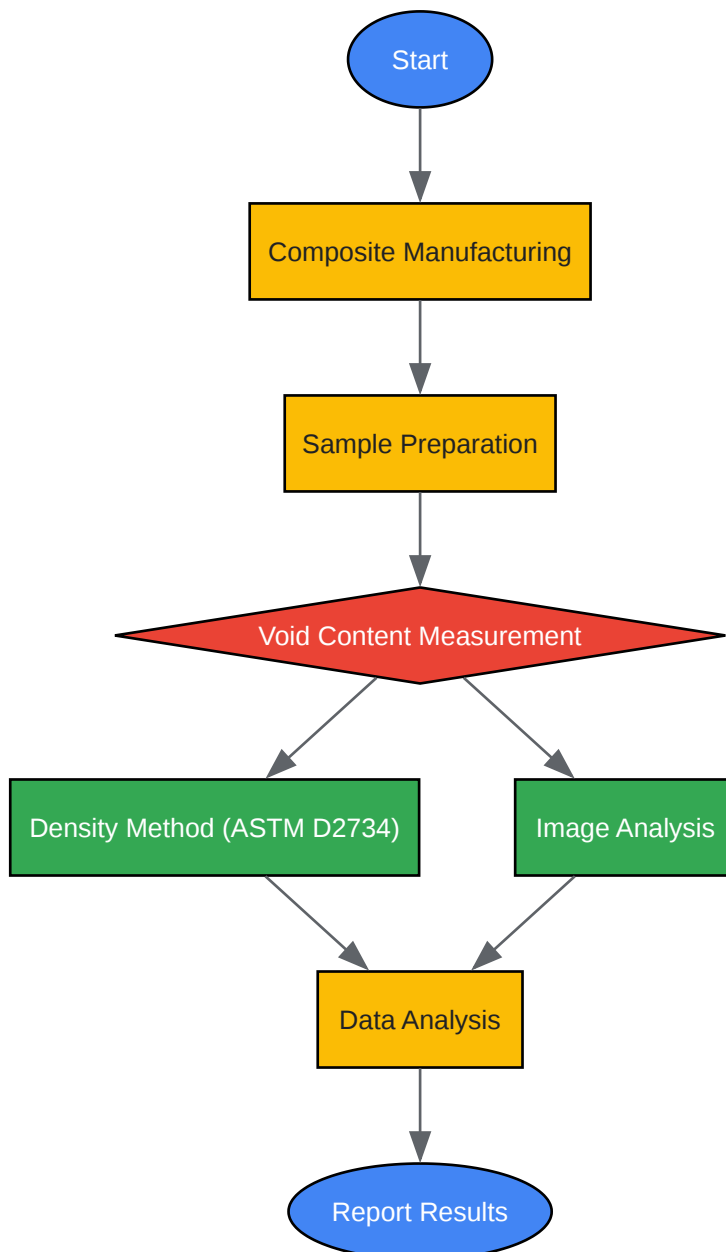 Start
Composite Manufacturing
Sample Preparation
Void Content Measurement
Density Method (ASTM D2734)
Image Analysis
Data Analysis
Report Results